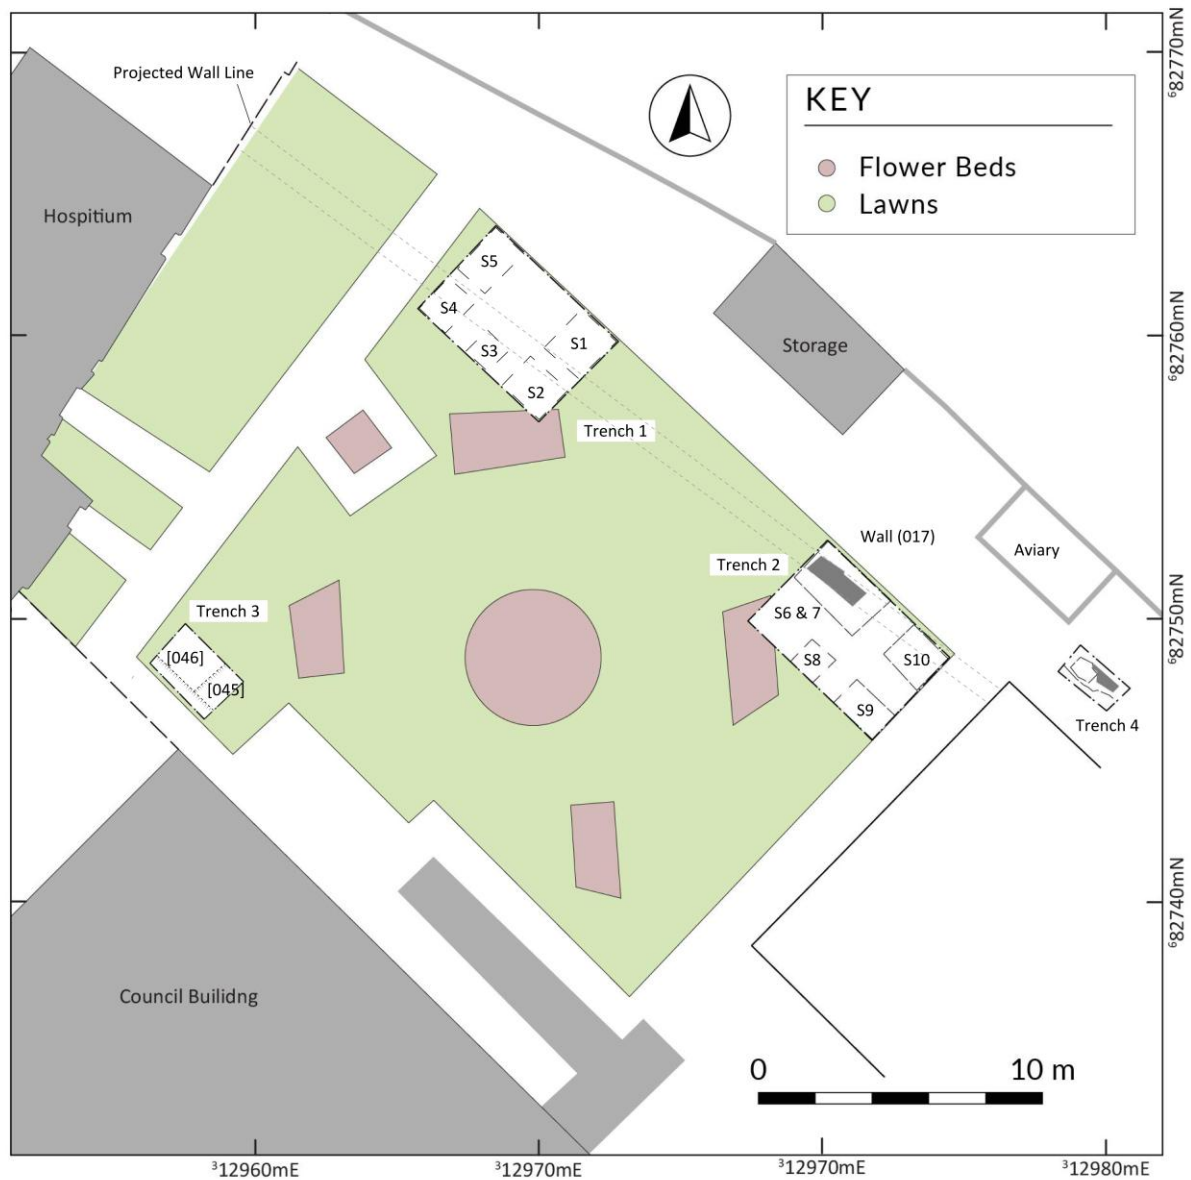 Projected Wall Line
KEY
Flower Beds
Lawns
Hospitium
S5
S4
S3
S1
S2
Storage
Trench 1
Wall (017)
Trench 2
Aviary
Trench 3
S6 & 7
[046]
S8
S10
[045]
S9
Trench 4
Council Builidng
0 10 m
³12960mE
³12970mE
³12970mE
³12980mE
⁶82770mN
⁶82760mN
⁶82750mN
⁶82740mN